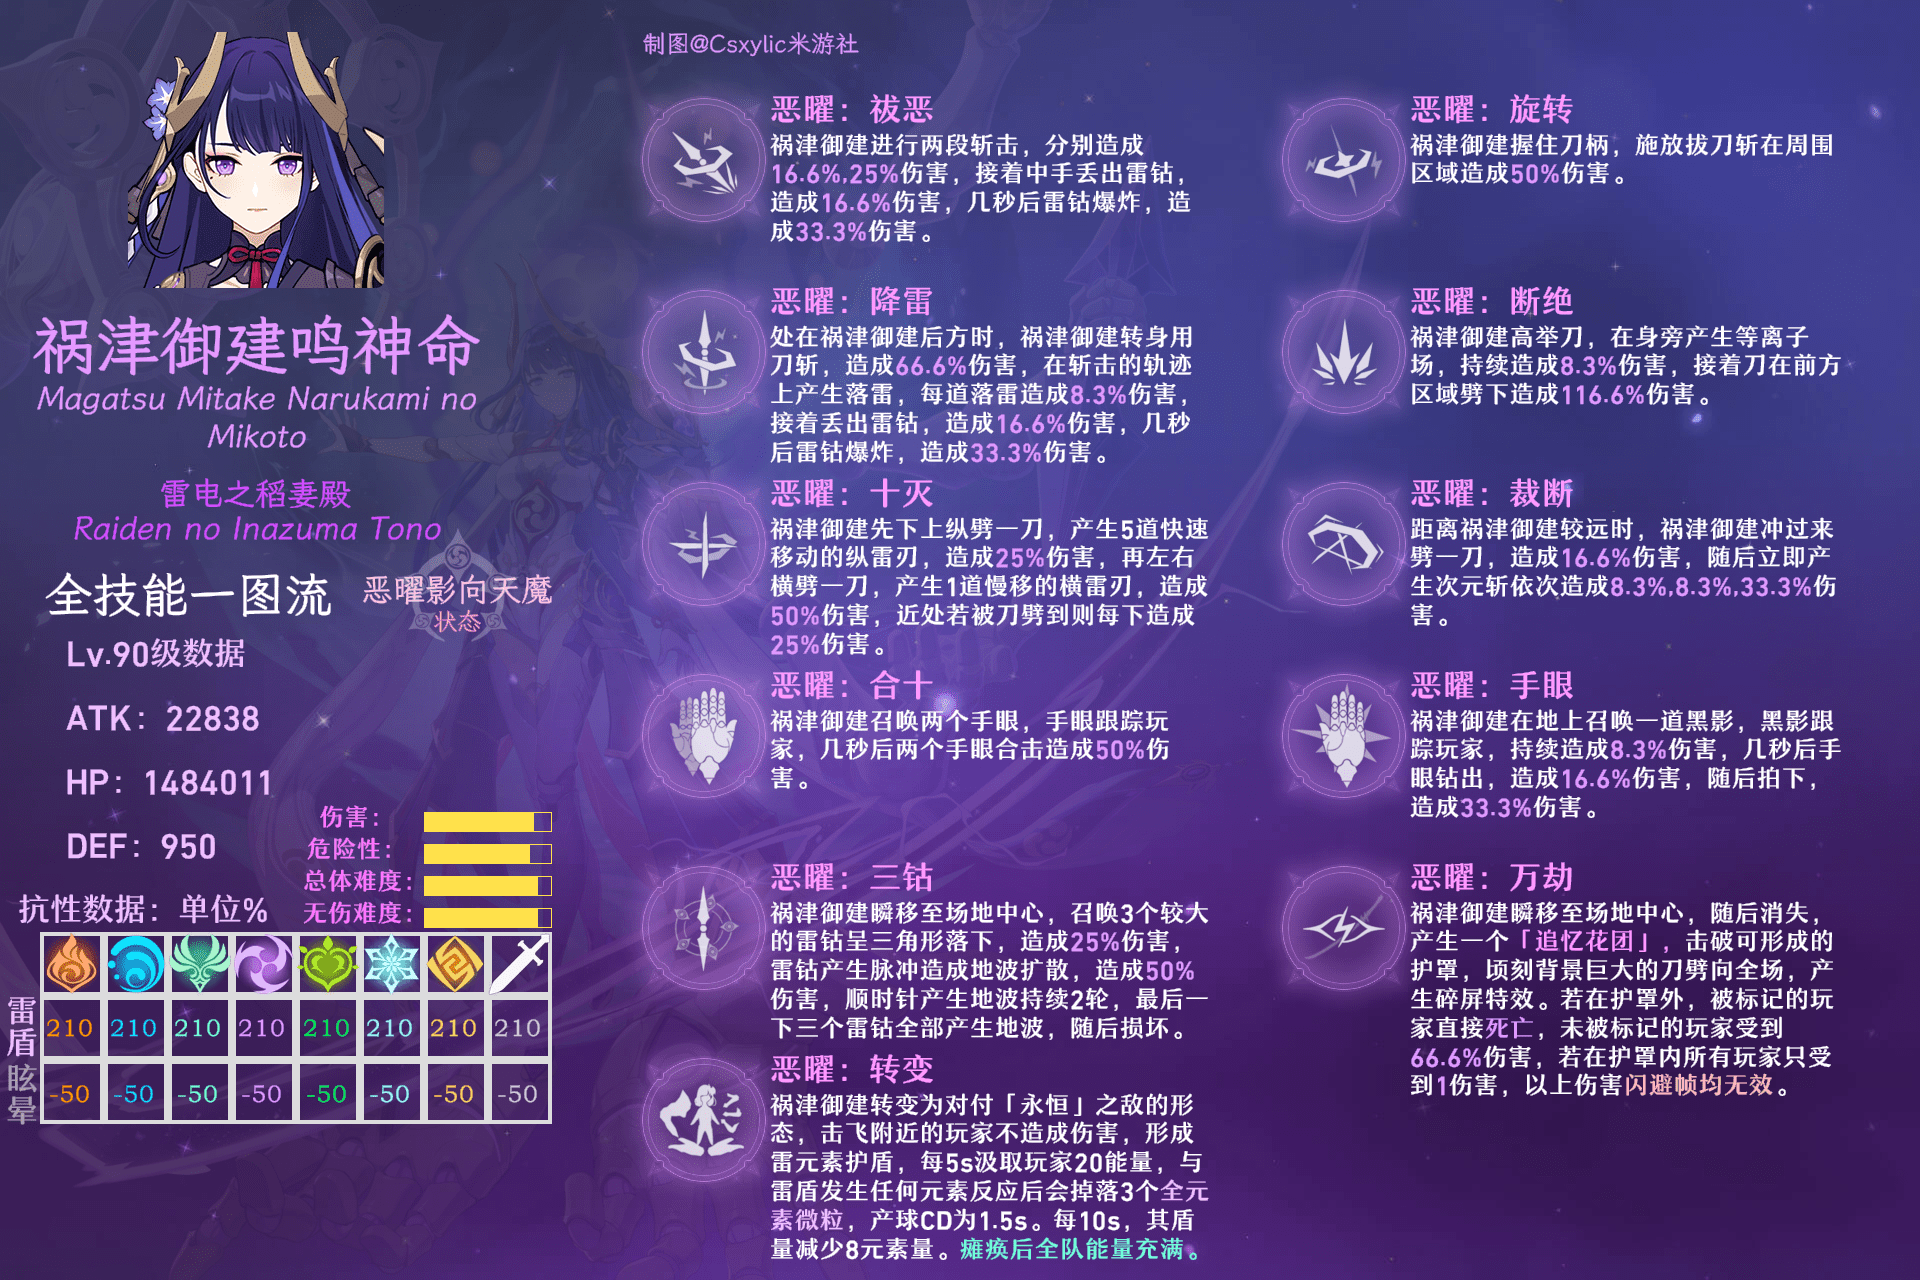 制图@Csxylic米游社
祸津御建鸣神命
Magatsu Mitake Narukami no
Mikoto
雷电之稻妻殿
Raiden no Inazuma Tono
全技能一图流
恶曜影向天魔
状态
Lv.90级数据
ATK：22838
HP：1484011
DEF：950
伤害：
危险性：
总体难度：
无伤难度：
抗性数据：单位%
雷盾
210 210 210 210 210 210 210 210
眩晕
-50 -50 -50 -50 -50 -50 -50 -50
恶曜：祓恶
祸津御建进行两段斩击，分别造成
16.6%,25%伤害，接着中手丢出雷钻，
造成16.6%伤害，几秒后雷钻爆炸，造
成33.3%伤害。
恶曜：降雷
处在祸津御建后方时，祸津御建转身用
刀斩，造成66.6%伤害，在斩击的轨迹
上产生落雷，每道落雷造成8.3%伤害，
接着丢出雷钻，造成16.6%伤害，几秒
后雷钻爆炸，造成33.3%伤害。
恶曜：十灭
祸津御建先下上纵劈一刀，产生5道快速
移动的纵雷刃，造成25%伤害，再左右
横劈一刀，产生1道慢移的横雷刃，造成
50%伤害，近处若被刀劈到则每下造成
25%伤害。
恶曜：合十
祸津御建召唤两个手眼，手眼跟踪玩
家，几秒后两个手眼合击造成50%伤
害。
恶曜：三钴
祸津御建瞬移至场地中心，召唤3个较大
的雷钻呈三角形落下，造成25%伤害，
雷钻产生脉冲造成地波扩散，造成50%
伤害，顺时针产生地波持续2轮，最后一
下三个雷钻全部产生地波，随后损坏。
恶曜：转变
祸津御建转变为对付「永恒」之敌的形
态，击飞附近的玩家不造成伤害，形成
雷元素护盾，每5s汲取玩家20能量，与
雷盾发生任何元素反应后会掉落3个全元
素微粒，产球CD为1.5s。每10s，其盾
量减少8元素量。瘫痪后全队能量充满。
恶曜：旋转
祸津御建握住刀柄，施放拔刀斩在周围
区域造成50%伤害。
恶曜：断绝
祸津御建高举刀，在身旁产生等离子
场，持续造成8.3%伤害，接着刀在前方
区域劈下造成116.6%伤害。
恶曜：裁断
距离祸津御建较远时，祸津御建冲过来
劈一刀，造成16.6%伤害，随后立即产
生次元斩依次造成8.3%,8.3%,33.3%伤
害。
恶曜：手眼
祸津御建在地上召唤一道黑影，黑影跟
踪玩家，持续造成8.3%伤害，几秒后手
眼钻出，造成16.6%伤害，随后拍下，
造成33.3%伤害。
恶曜：万劫
祸津御建瞬移至场地中心，随后消失，
产生一个「追忆花团」，击破可形成的
护罩，顷刻背景巨大的刀劈向全场，产
生碎屏特效。若在护罩外，被标记的玩
家直接死亡，未被标记的玩家受到
66.6%伤害，若在护罩内所有玩家只受
到1伤害，以上伤害闪避帧均无效。